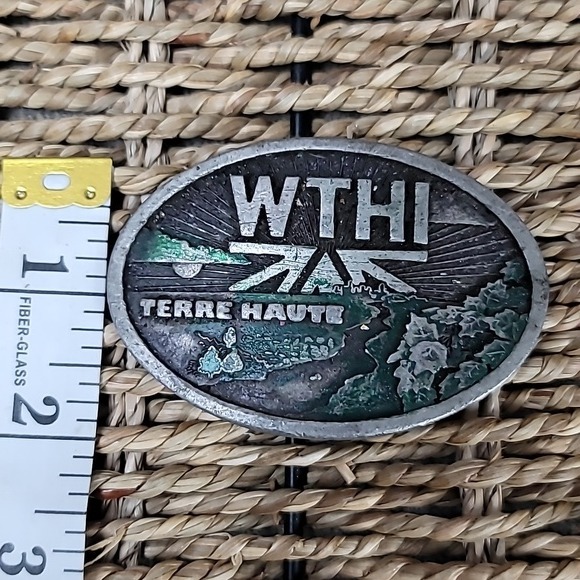 WTHI
TERRE HAUTE
1
FIBER-GLASS
2
3